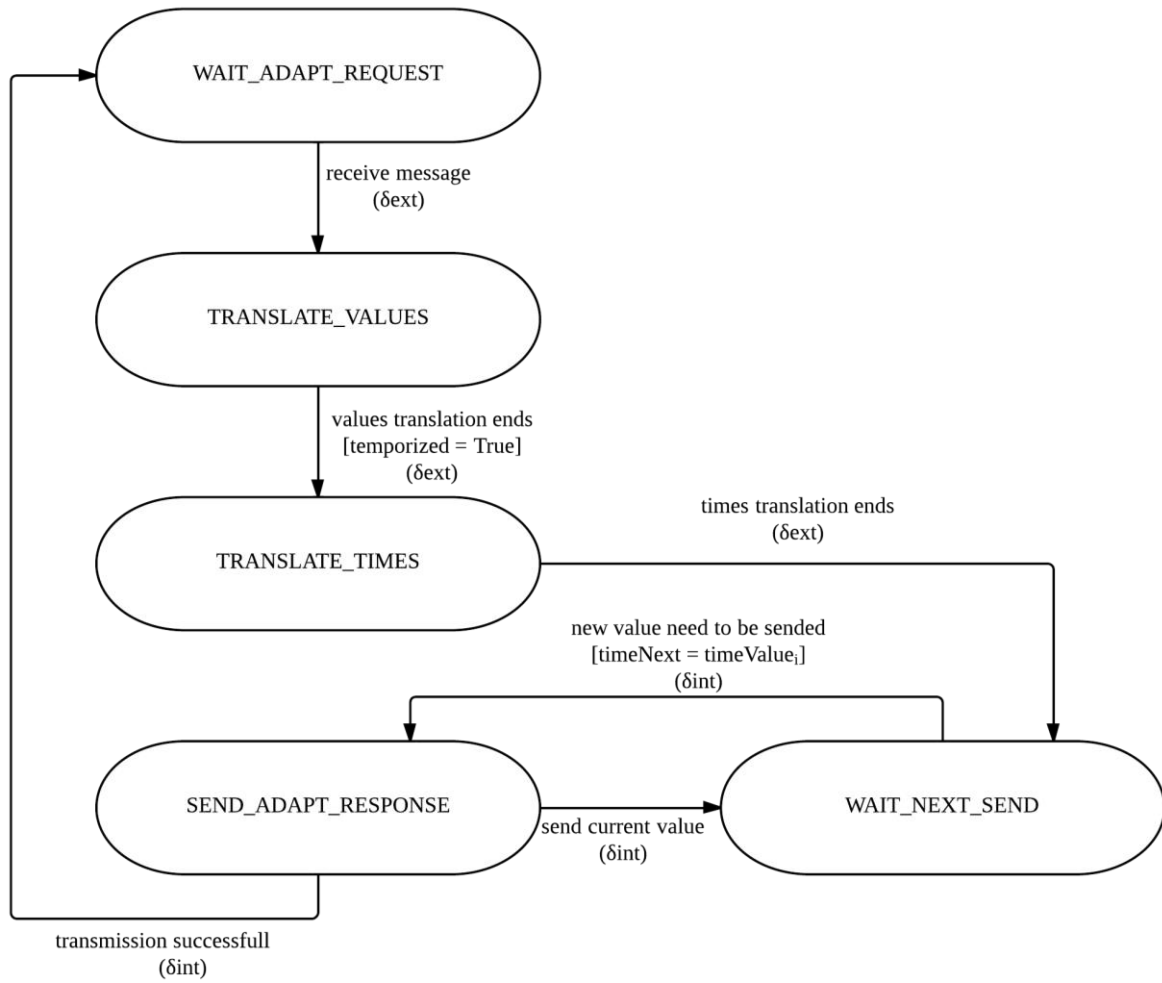 WAIT_ADAPT_REQUEST
receive message
(δext)
TRANSLATE_VALUES
values translation ends
[temporized = True]
(δext)
TRANSLATE_TIMES
times translation ends
(δext)
new value need to be sended
[timeNext = timeValueᵢ]
(δint)
SEND_ADAPT_RESPONSE
send current value
(δint)
WAIT_NEXT_SEND
transmission successfull
(δint)